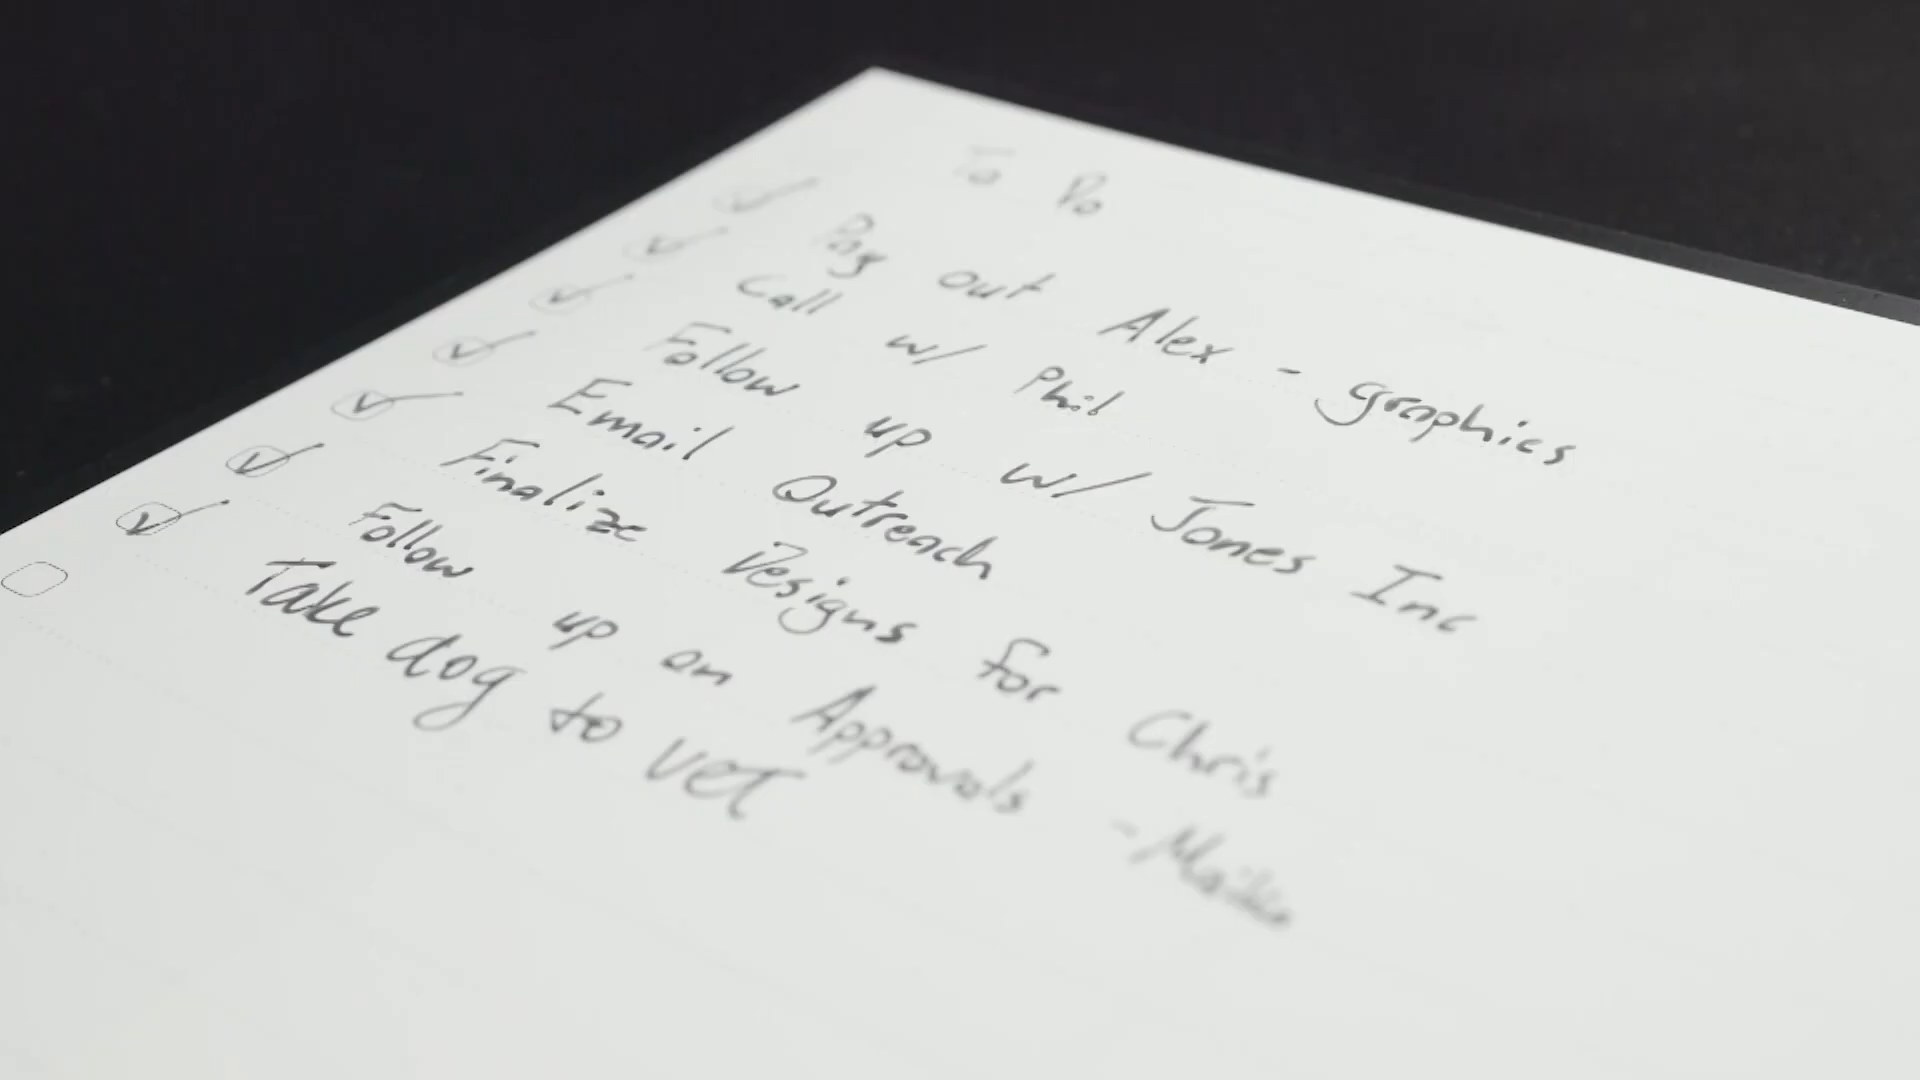 To Do
Pay out Alex - graphics
Call w/ Phil
Follow up w/ Jones Inc
Email Outreach
Finalize Designs for Chris
Follow up on Approvals -
Take dog to vet